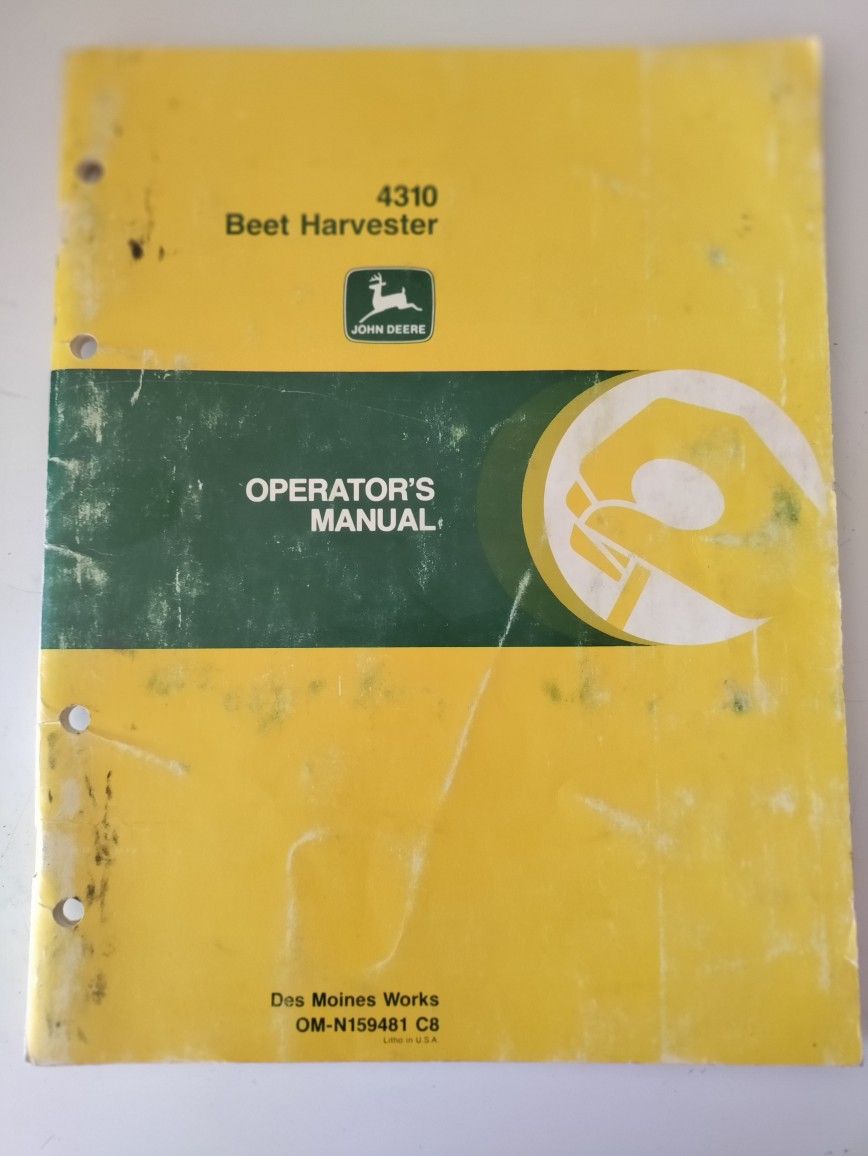 4310
Beet Harvester
JOHN DEERE
OPERATOR'S
MANUAL
Des Moines Works
OM-N159481 C8
Litho in U.S.A.